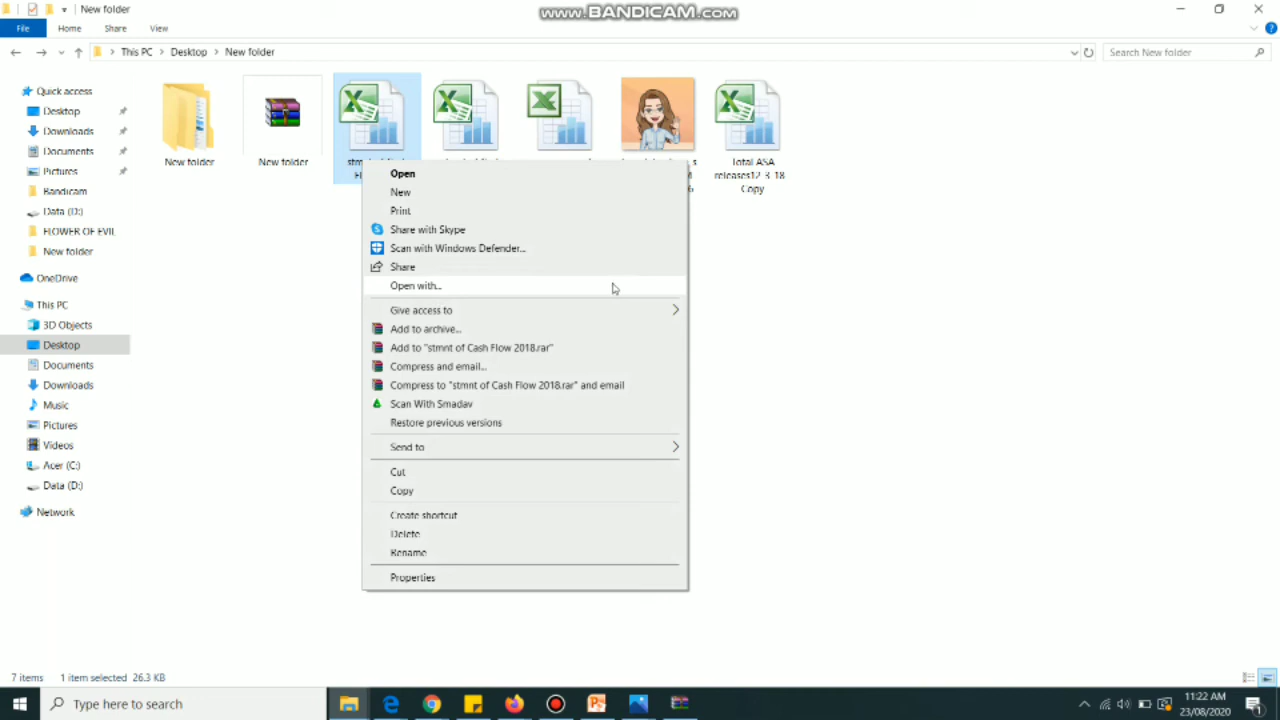 New folder
www.BANDICAM.com
File Home Share View
This PC Desktop New folder
Search New folder
Quick access
Desktop
Downloads
Documents
Pictures
Bandicam
Data (D:)
FLOWER OF EVIL
New folder
OneDrive
This PC
3D Objects
Desktop
Documents
Downloads
Music
Pictures
Videos
Acer (C:)
Data (D:)
Network
New folder
New folder
Total ASA
releases12-3-18
Copy
Open
New
Print
Share with Skype
Scan with Windows Defender...
Share
Open with...
Give access to
Add to archive...
Add to "stmnt of Cash Flow 2018.rar"
Compress and email...
Compress to "stmnt of Cash Flow 2018.rar" and email
Scan With Smadav
Restore previous versions
Send to
Cut
Copy
Create shortcut
Delete
Rename
Properties
7 items 1 item selected 26.3 KB
Type here to search
11:22 AM
23/08/2020